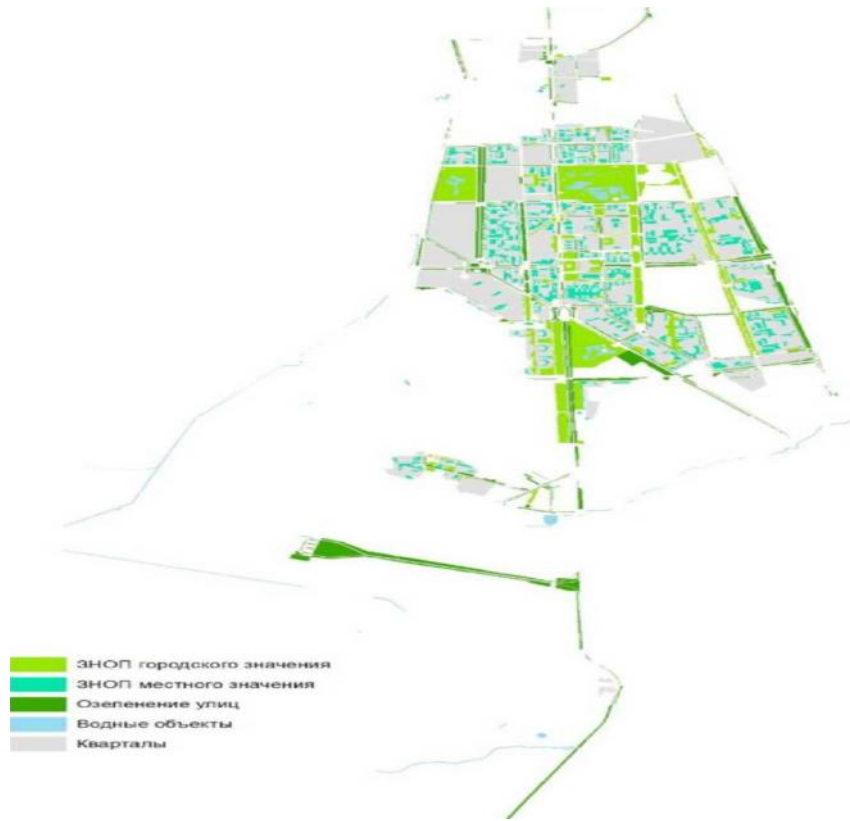 ЗНОП городского значения
ЗНОП местного значения
Озеленение улиц
Водные объекты
Кварталы